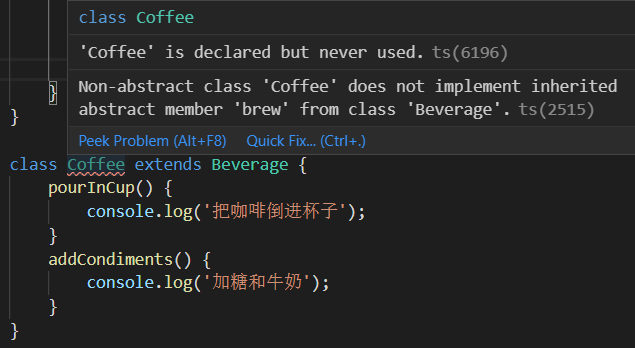 class Coffee
'Coffee' is declared but never used. ts(6196)
Non-abstract class 'Coffee' does not implement inherited
abstract member 'brew' from class 'Beverage'. ts(2515)
Peek Problem (Alt+F8) Quick Fix... (Ctrl+.)
}
}
class Coffee extends Beverage {
pourInCup() {
console.log('把咖啡倒进杯子');
}
addCondiments() {
console.log('加糖和牛奶');
}
}